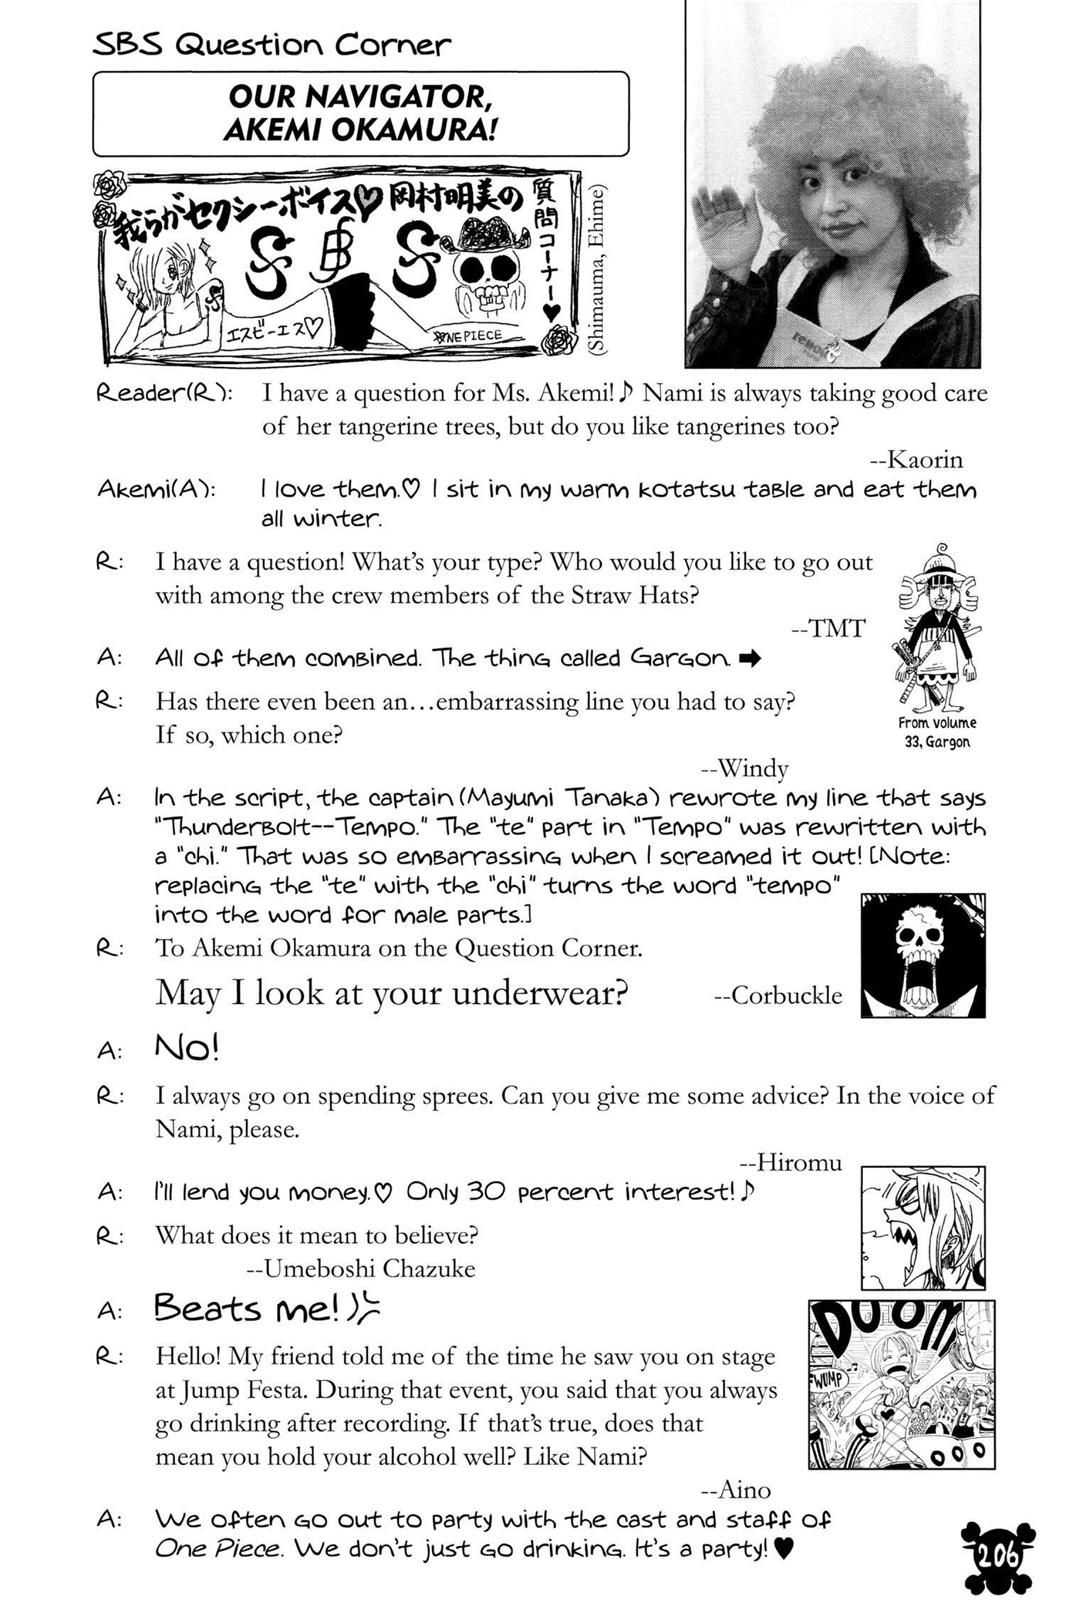 SBS Question Corner
OUR NAVIGATOR,
AKEMI OKAMURA!
我らがセクシーボイス♡岡村明美の
質問コーナー♥
S B S
エスビーエス♡
ONE PIECE
(Shimauma, Ehime)
Reader(R): I have a question for Ms. Akemi!♪ Nami is always taking good care
of her tangerine trees, but do you like tangerines too?
--Kaorin
Akemi(A): I love them.♡ I sit in my warm kotatsu table and eat them
all winter.
R: I have a question! What's your type? Who would you like to go out
with among the crew members of the Straw Hats?
--TMT
A: All of them combined. The thing called Gargon. ➡
From volume
33, Gargon
R: Has there even been an...embarrassing line you had to say?
If so, which one?
--Windy
A: In the script, the captain (Mayumi Tanaka) rewrote my line that says
"Thunderbolt--Tempo." The "te" part in "Tempo" was rewritten with
a "chi." That was so embarrassing when I screamed it out! [Note:
replacing the "te" with the "chi" turns the word "tempo"
into the word for male parts.]
R: To Akemi Okamura on the Question Corner.
May I look at your underwear? --Corbuckle
A: No!
R: I always go on spending sprees. Can you give me some advice? In the voice of
Nami, please.
--Hiromu
A: I'll lend you money.♡ Only 30 percent interest!♪
R: What does it mean to believe?
--Umeboshi Chazuke
A: Beats me!
R: Hello! My friend told me of the time he saw you on stage
at Jump Festa. During that event, you said that you always
go drinking after recording. If that's true, does that
mean you hold your alcohol well? Like Nami?
--Aino
DOOM
WUMP
A: We often go out to party with the cast and staff of
One Piece. We don't just go drinking. It's a party!♥
206